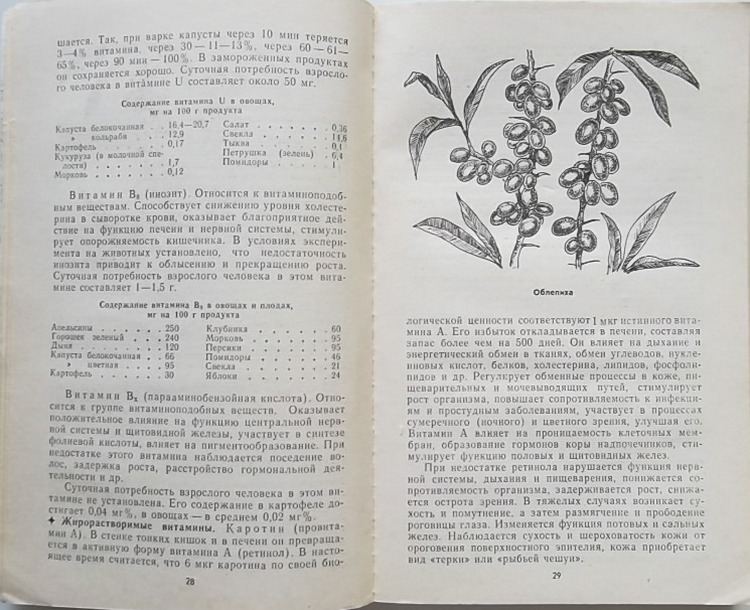 шается. Так, при варке капусты через 10 мин теряется
3—4% витамина, через 30—11—13%, через 60—61—
65%, через 90 мин—100%. В замороженных продуктах
он сохраняется хорошо. Суточная потребность взросло-
го человека в витамине U составляет около 50 мг.
Содержание витамина U в овощах,
мг на 100 г продукта
Капуста белокочанная . . 16,4—20,7
» кольраби . . . 12,9
Картофель . . . . . 0,17
Кукуруза (в молочной спе-
лости) . . . . . . 1,7
Морковь . . . . . . 0,12
Салат . . . . . . 0,36
Свекла . . . . . . 14,6
Тыква . . . . . . 0,1
Петрушка (зелень) . . 6,4
Помидоры . . . . . 1
Витамин B₈ (инозит). Относится к витаминоподоб-
ным веществам. Способствует снижению уровня холесте-
рина в сыворотке крови, оказывает благоприятное дей-
ствие на функцию печени и нервной системы, стимули-
рует опорожняемость кишечника. В условиях экспери-
мента на животных установлено, что недостаточность
инозита приводит к облысению и прекращению роста.
Суточная потребность взрослого человека в этом вита-
мине составляет 1—1,5 г.
Содержание витамина B₈ в овощах и плодах,
мг на 100 г продукта
Апельсины . . . . . 250
Горошек зеленый . . . 240
Дыня . . . . . . 120
Капуста белокочанная . . 66
» цветная . . . 95
Картофель . . . . . 30
Клубника . . . . . 60
Морковь . . . . . 95
Персики . . . . . 95
Помидоры . . . . . 46
Свекла . . . . . . 21
Яблоки . . . . . . 24
Витамин Bₓ (парааминобензойная кислота). Отно-
сится к группе витаминоподобных веществ. Оказывает
положительное влияние на функцию центральной нерв-
ной системы и щитовидной железы, участвует в синтезе
фолиевой кислоты, влияет на пигментообразование. При
недостатке этого витамина наблюдается поседение во-
лос, задержка роста, расстройство гормональной дея-
тельности и др.
Суточная потребность взрослого человека в этом ви-
тамине не установлена. Его содержание в картофеле до-
стигает 0,04 мг%, в овощах—в среднем 0,02 мг%.
✦ Жирорастворимые витамины. Каротин (провита-
мин А). В стенке тонких кишок и в печени он превраща-
ется в активную форму витамина А (ретинол). В насто-
ящее время считается, что 6 мкг каротина по своей био-
28
Облепиха
логической ценности соответствуют 1 мкг истинного вита-
мина А. Его избыток откладывается в печени, составляя
запас более чем на 500 дней. Он влияет на дыхание и
энергетический обмен в тканях, обмен углеводов, нукле-
иновых кислот, белков, холестерина, липидов, фосфоли-
пидов и др. Регулирует обменные процессы в коже, пи-
щеварительных и мочевыводящих путей, стимулирует
рост организма, повышает сопротивляемость к инфекци-
ям и простудным заболеваниям, участвует в процессах
сумеречного (ночного) и цветного зрения, улучшая его.
Витамин А влияет на проницаемость клеточных мем-
бран, образование гормонов коры надпочечников, сти-
мулирует функцию половых и щитовидных желез.
При недостатке ретинола нарушается функция нерв-
ной системы, дыхания и пищеварения, понижается со-
противляемость организма, задерживается рост, снижа-
ется острота зрения. В тяжелых случаях возникает су-
хость и помутнение, а затем размягчение и прободение
роговицы глаза. Изменяется функция потовых и сальных
желез. Наблюдается сухость и шероховатость кожи от
ороговения поверхностного эпителия, кожа приобретает
вид «терки» или «рыбьей чешуи».
29